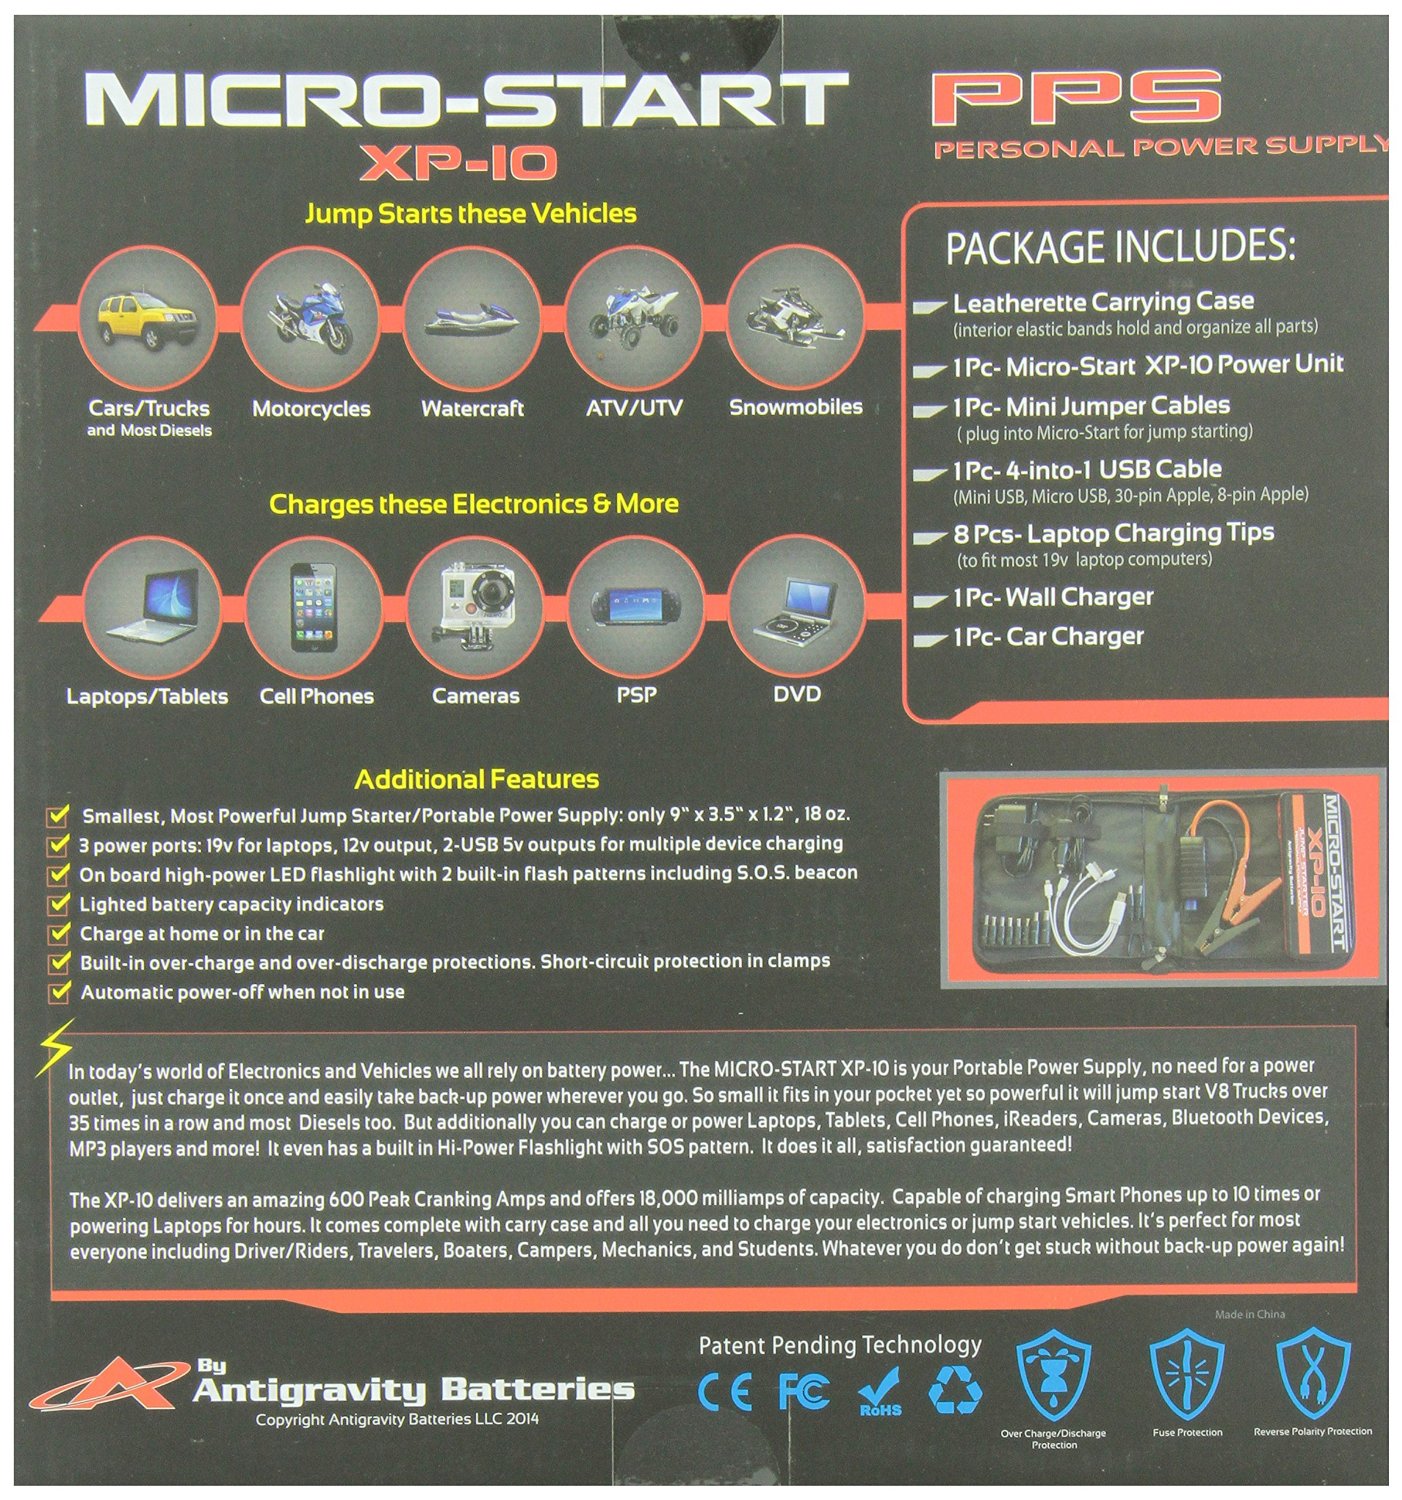 MICRO-START
XP-10
PPS
PERSONAL POWER SUPPLY
Jump Starts these Vehicles
Cars/Trucks
and Most Diesels
Motorcycles
Watercraft
ATV/UTV
Snowmobiles
Charges these Electronics & More
Laptops/Tablets
Cell Phones
Cameras
PSP
DVD
PACKAGE INCLUDES:
Leatherette Carrying Case
(interior elastic bands hold and organize all parts)
1Pc- Micro-Start XP-10 Power Unit
1Pc- Mini Jumper Cables
( plug into Micro-Start for jump starting)
1Pc- 4-into-1 USB Cable
(Mini USB, Micro USB, 30-pin Apple, 8-pin Apple)
8 Pcs- Laptop Charging Tips
(to fit most 19v laptop computers)
1Pc- Wall Charger
1Pc- Car Charger
Additional Features
Smallest, Most Powerful Jump Starter/Portable Power Supply: only 9" x 3.5" x 1.2", 18 oz.
3 power ports: 19v for laptops, 12v output, 2-USB 5v outputs for multiple device charging
On board high-power LED flashlight with 2 built-in flash patterns including S.O.S. beacon
Lighted battery capacity indicators
Charge at home or in the car
Built-in over-charge and over-discharge protections. Short-circuit protection in clamps
Automatic power-off when not in use
MICRO-START
XP-10
JUMP-STARTER
Antigravity Batteries
In today's world of Electronics and Vehicles we all rely on battery power... The MICRO-START XP-10 is your Portable Power Supply, no need for a power
outlet, just charge it once and easily take back-up power wherever you go. So small it fits in your pocket yet so powerful it will jump start V8 Trucks over
35 times in a row and most Diesels too. But additionally you can charge or power Laptops, Tablets, Cell Phones, iReaders, Cameras, Bluetooth Devices,
MP3 players and more! It even has a built in Hi-Power Flashlight with SOS pattern. It does it all, satisfaction guaranteed!
The XP-10 delivers an amazing 600 Peak Cranking Amps and offers 18,000 milliamps of capacity. Capable of charging Smart Phones up to 10 times or
powering Laptops for hours. It comes complete with carry case and all you need to charge your electronics or jump start vehicles. It's perfect for most
everyone including Driver/Riders, Travelers, Boaters, Campers, Mechanics, and Students. Whatever you do don't get stuck without back-up power again!
Made in China
By
Antigravity Batteries
Copyright Antigravity Batteries LLC 2014
Patent Pending Technology
CE FC RoHS
Over Charge/Discharge
Protection
Fuse Protection
Reverse Polarity Protection